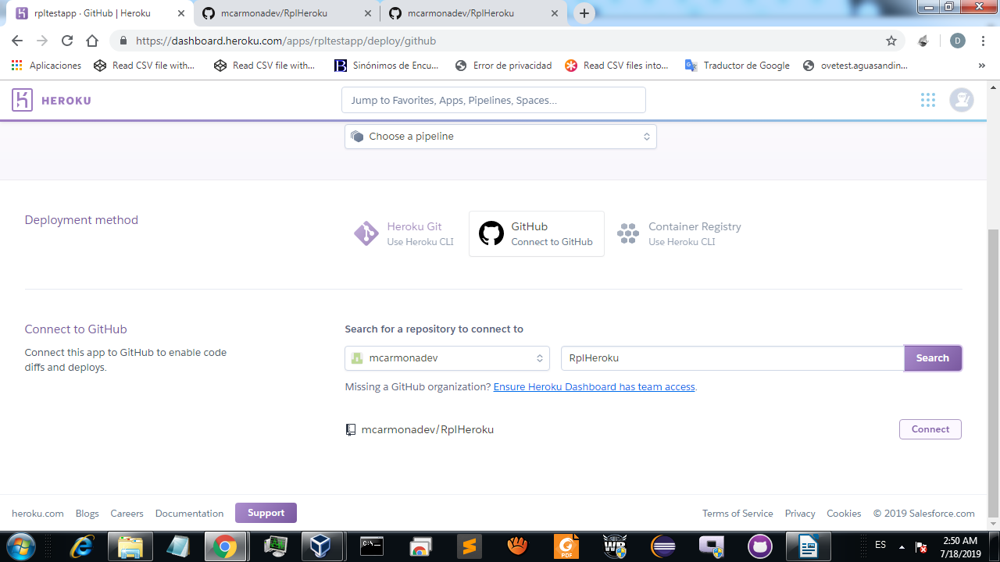 rpltestapp · GitHub | Heroku
mcarmonadev/RplHeroku
mcarmonadev/RplHeroku
https://dashboard.heroku.com/apps/rpltestapp/deploy/github
D
Aplicaciones
Read CSV file with...
Read CSV file with...
B
Sinónimos de Encu...
Error de privacidad
Read CSV files into...
Traductor de Google
ovetest.aguasandin...
»
HEROKU
Jump to Favorites, Apps, Pipelines, Spaces...
Choose a pipeline
Deployment method
Heroku Git
Use Heroku CLI
GitHub
Connect to GitHub
Container Registry
Use Heroku CLI
Connect to GitHub
Connect this app to GitHub to enable code
diffs and deploys.
Search for a repository to connect to
mcarmonadev
RplHeroku
Search
Missing a GitHub organization? Ensure Heroku Dashboard has team access.
mcarmonadev/RplHeroku
Connect
heroku.com
Blogs
Careers
Documentation
Support
Terms of Service
Privacy
Cookies
© 2019 Salesforce.com
PDF
ES
2:50 AM
7/18/2019